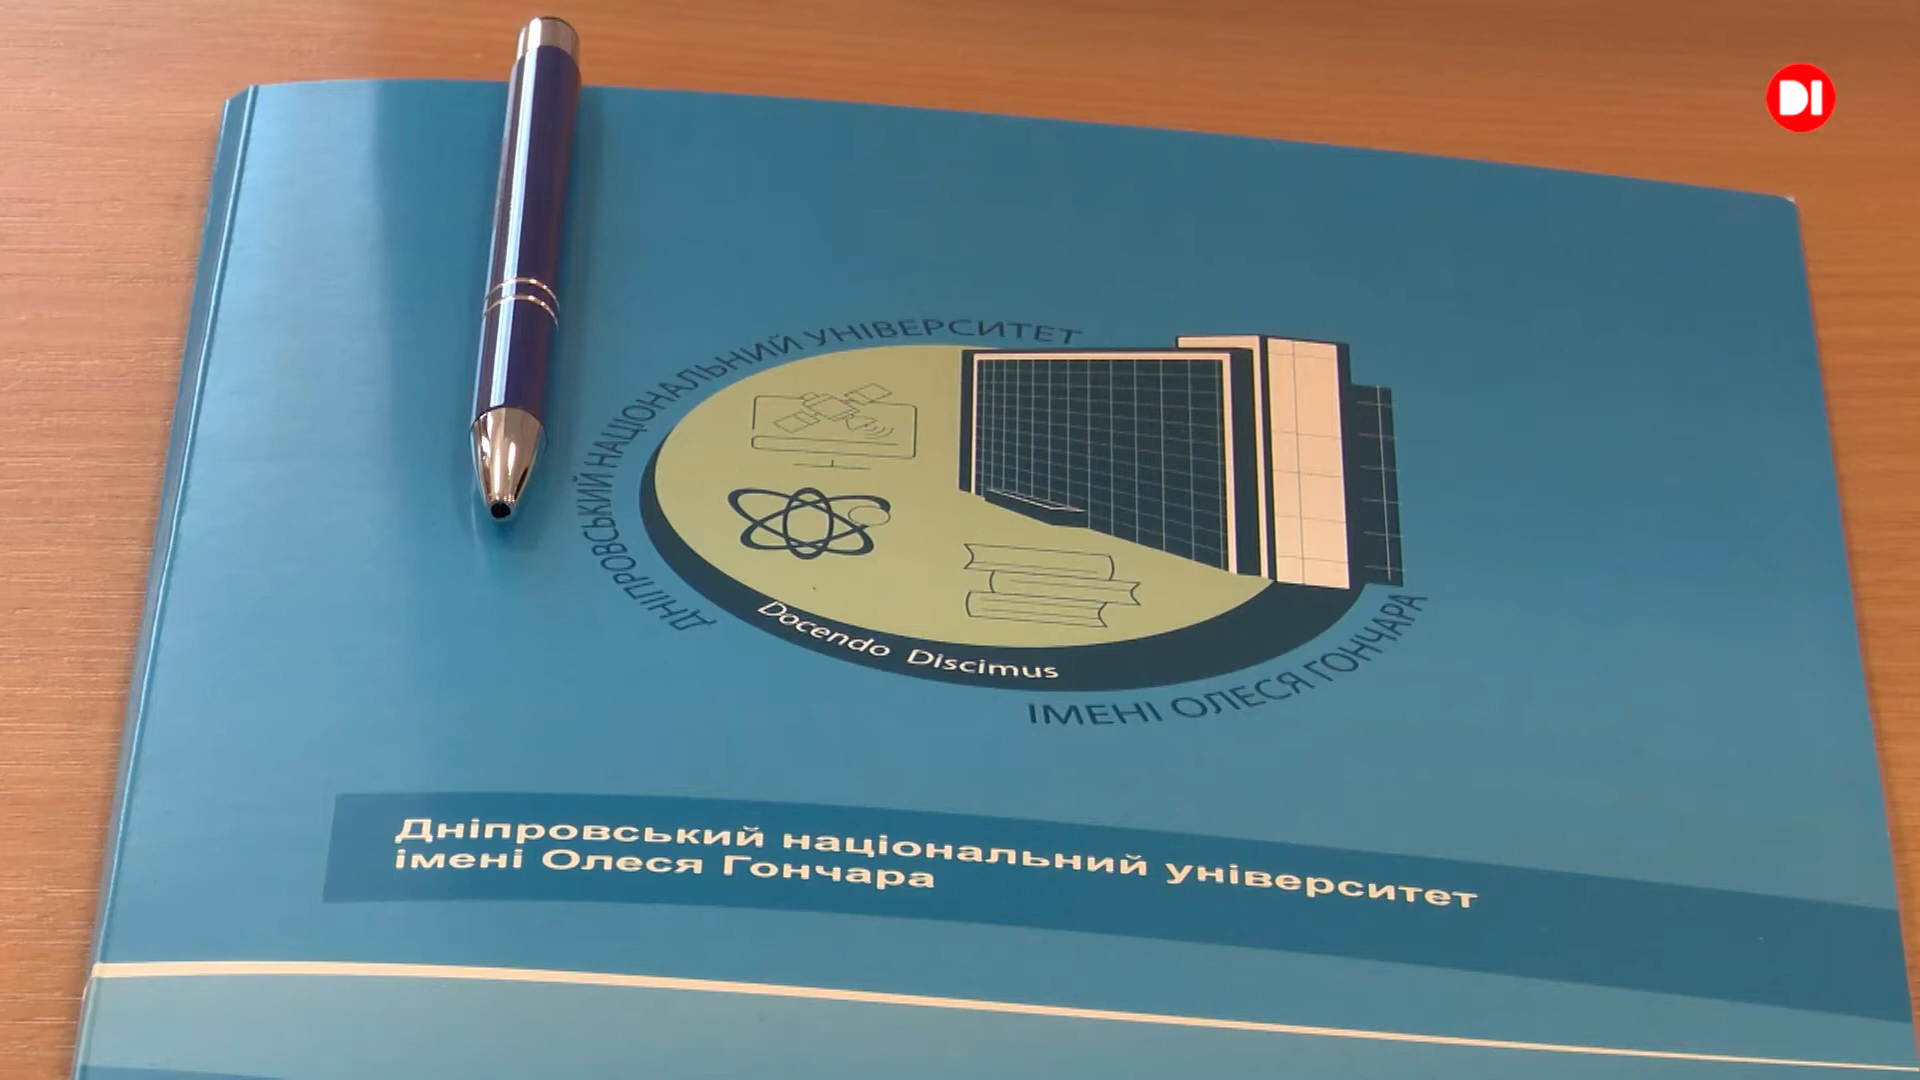 DI
ДНІПРОВСЬКИЙ НАЦІОНАЛЬНИЙ УНІВЕРСИТЕТ
Docendo Discimus
ІМЕНІ ОЛЕСЯ ГОНЧАРА
Дніпровський національний університет
імені Олеся Гончара